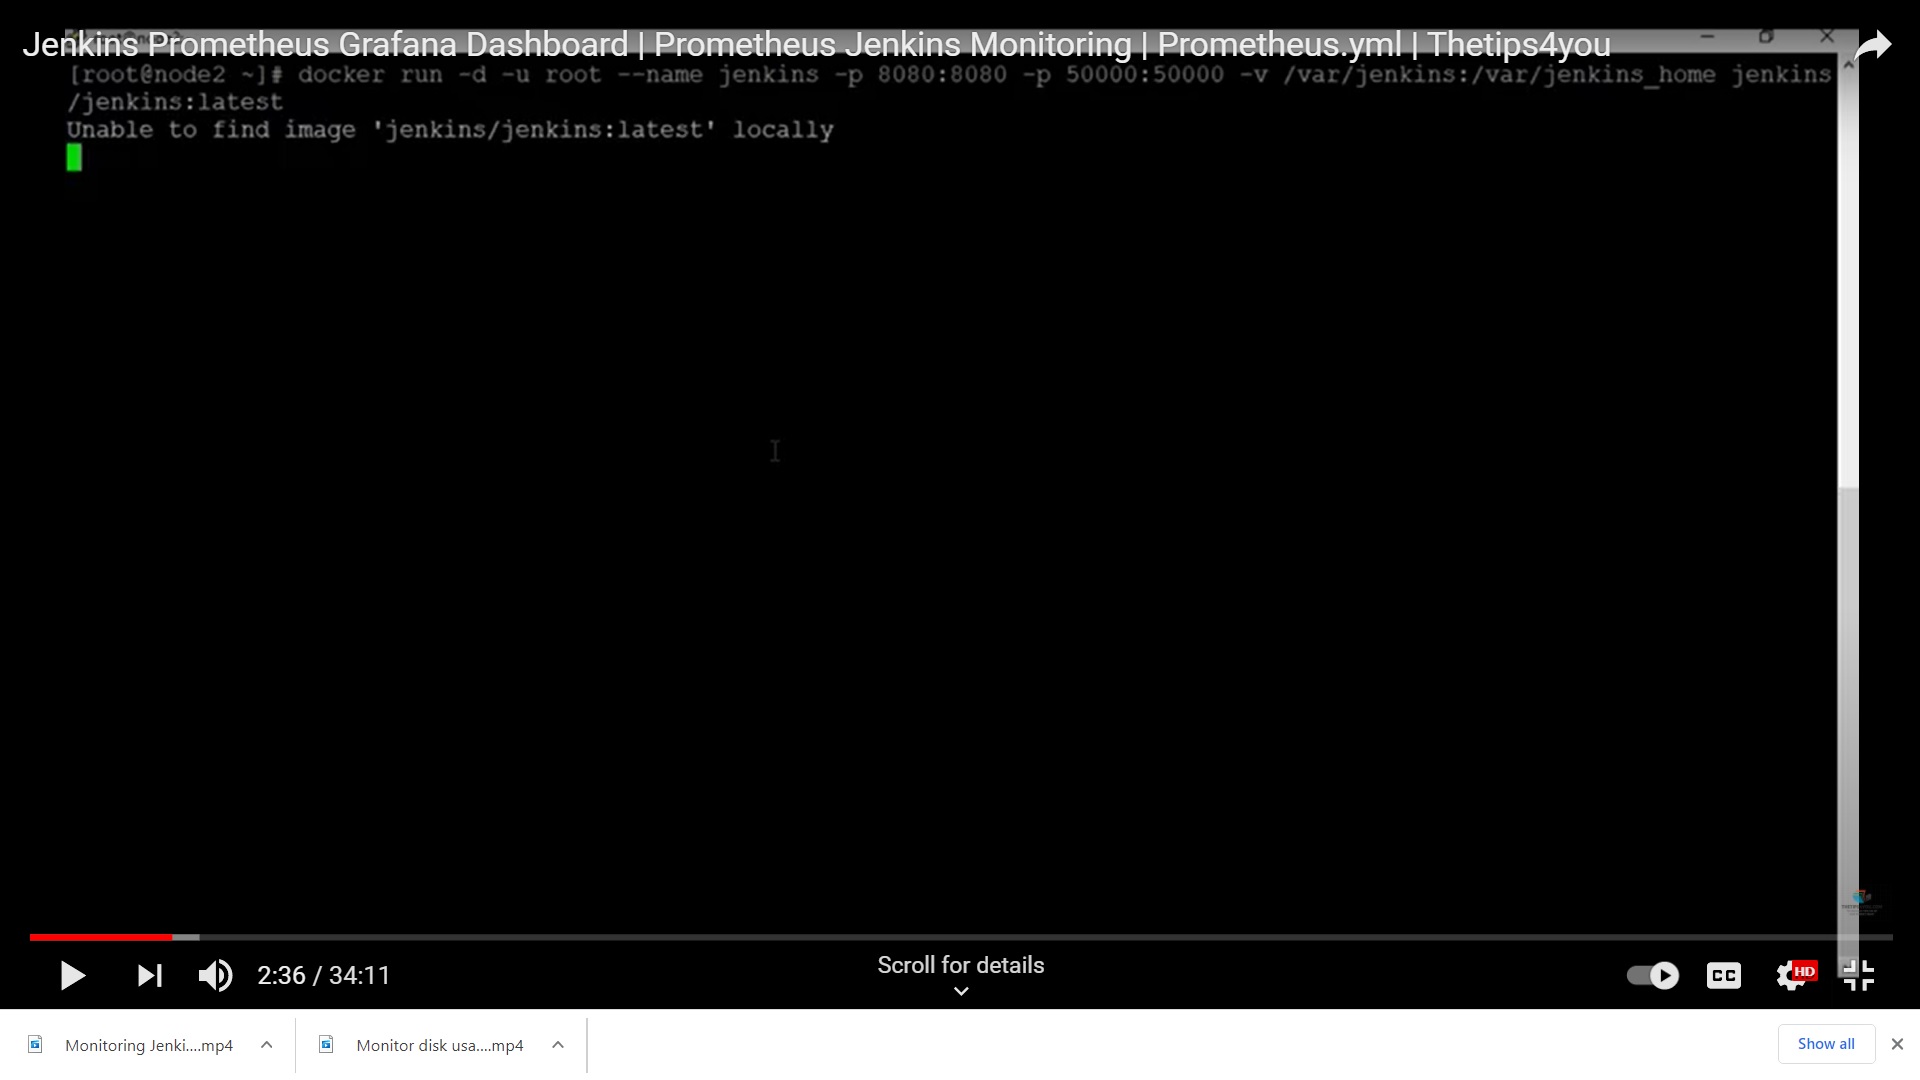 Jenkins Prometheus Grafana Dashboard | Prometheus Jenkins Monitoring | Prometheus.yml | Thetips4you
[root@node2 ~]# docker run -d -u root --name jenkins -p 8080:8080 -p 50000:50000 -v /var/jenkins:/var/jenkins_home jenkins
/jenkins:latest
Unable to find image 'jenkins/jenkins:latest' locally
2:36 / 34:11
Scroll for details
CC
HD
Monitoring Jenki....mp4
Monitor disk usa....mp4
Show all